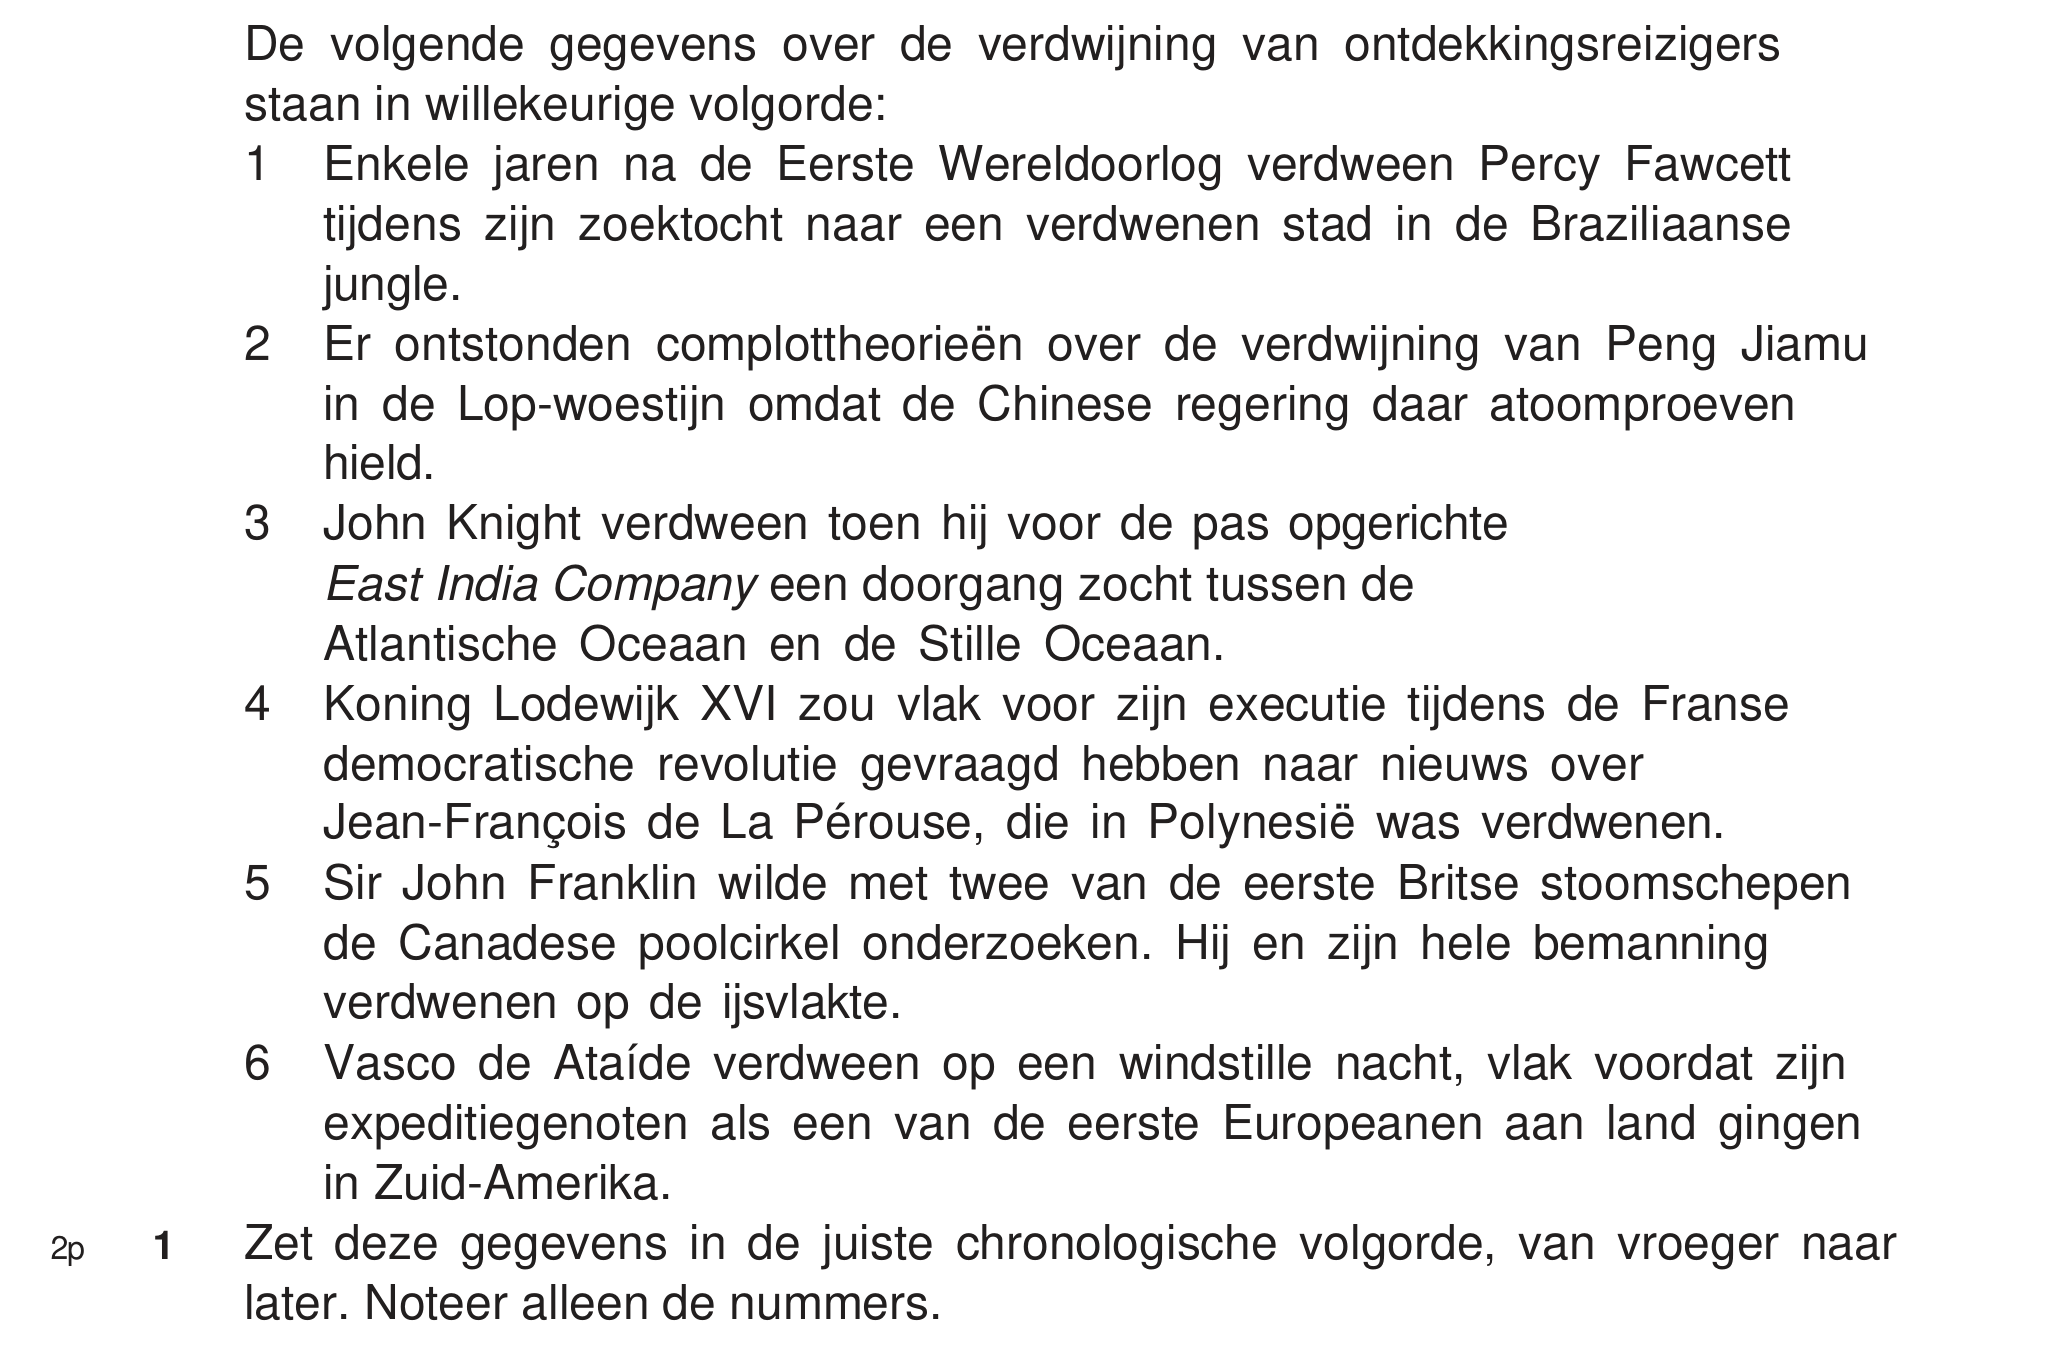 De volgende gegevens over de verdwijning van ontdekkingsreizigers
staan in willekeurige volgorde:
1 Enkele jaren na de Eerste Wereldoorlog verdween Percy Fawcett
tijdens zijn zoektocht naar een verdwenen stad in de Braziliaanse
jungle.
2 Er ontstonden complottheorieën over de verdwijning van Peng Jiamu
in de Lop-woestijn omdat de Chinese regering daar atoomproeven
hield.
3 John Knight verdween toen hij voor de pas opgerichte
East India Company een doorgang zocht tussen de
Atlantische Oceaan en de Stille Oceaan.
4 Koning Lodewijk XVI zou vlak voor zijn executie tijdens de Franse
democratische revolutie gevraagd hebben naar nieuws over
Jean-François de La Pérouse, die in Polynesië was verdwenen.
5 Sir John Franklin wilde met twee van de eerste Britse stoomschepen
de Canadese poolcirkel onderzoeken. Hij en zijn hele bemanning
verdwenen op de ijsvlakte.
6 Vasco de Ataíde verdween op een windstille nacht, vlak voordat zijn
expeditiegenoten als een van de eerste Europeanen aan land gingen
in Zuid-Amerika.
2p 1 Zet deze gegevens in de juiste chronologische volgorde, van vroeger naar
later. Noteer alleen de nummers.